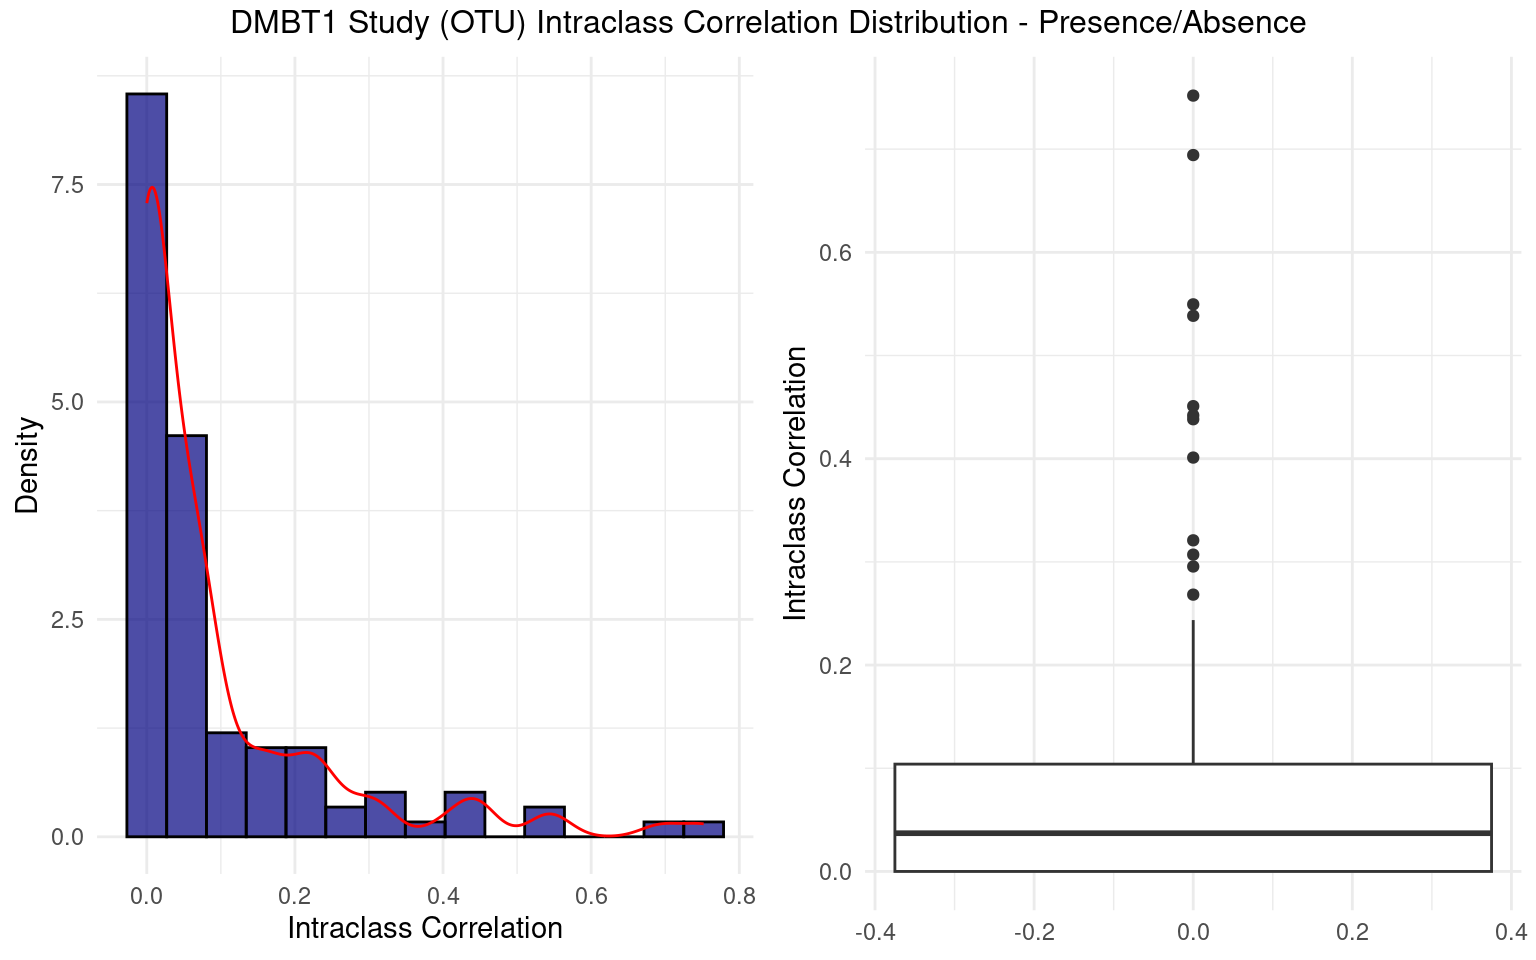 DMBT1 Study (OTU) Intraclass Correlation Distribution - Presence/Absence
Density
7.5
5.0
2.5
0.0
0.0 0.2 0.4 0.6 0.8
Intraclass Correlation
Intraclass Correlation
0.6
0.4
0.2
0.0
-0.4 -0.2 0.0 0.2 0.4